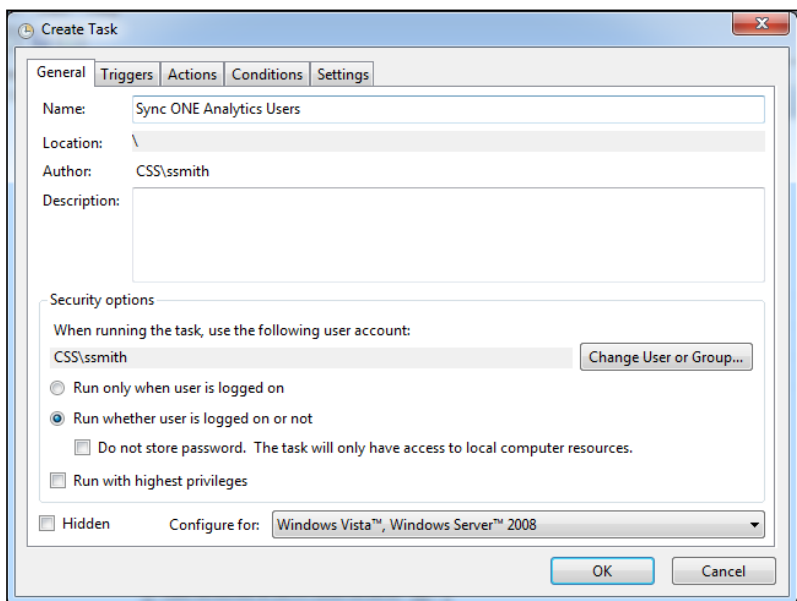 Create Task
General Triggers Actions Conditions Settings
Name: Sync ONE Analytics Users
Location: \
Author: CSS\ssmith
Description:
Security options
When running the task, use the following user account:
CSS\ssmith Change User or Group...
Run only when user is logged on
Run whether user is logged on or not
Do not store password. The task will only have access to local computer resources.
Run with highest privileges
Hidden Configure for: Windows Vista™, Windows Server™ 2008
OK Cancel